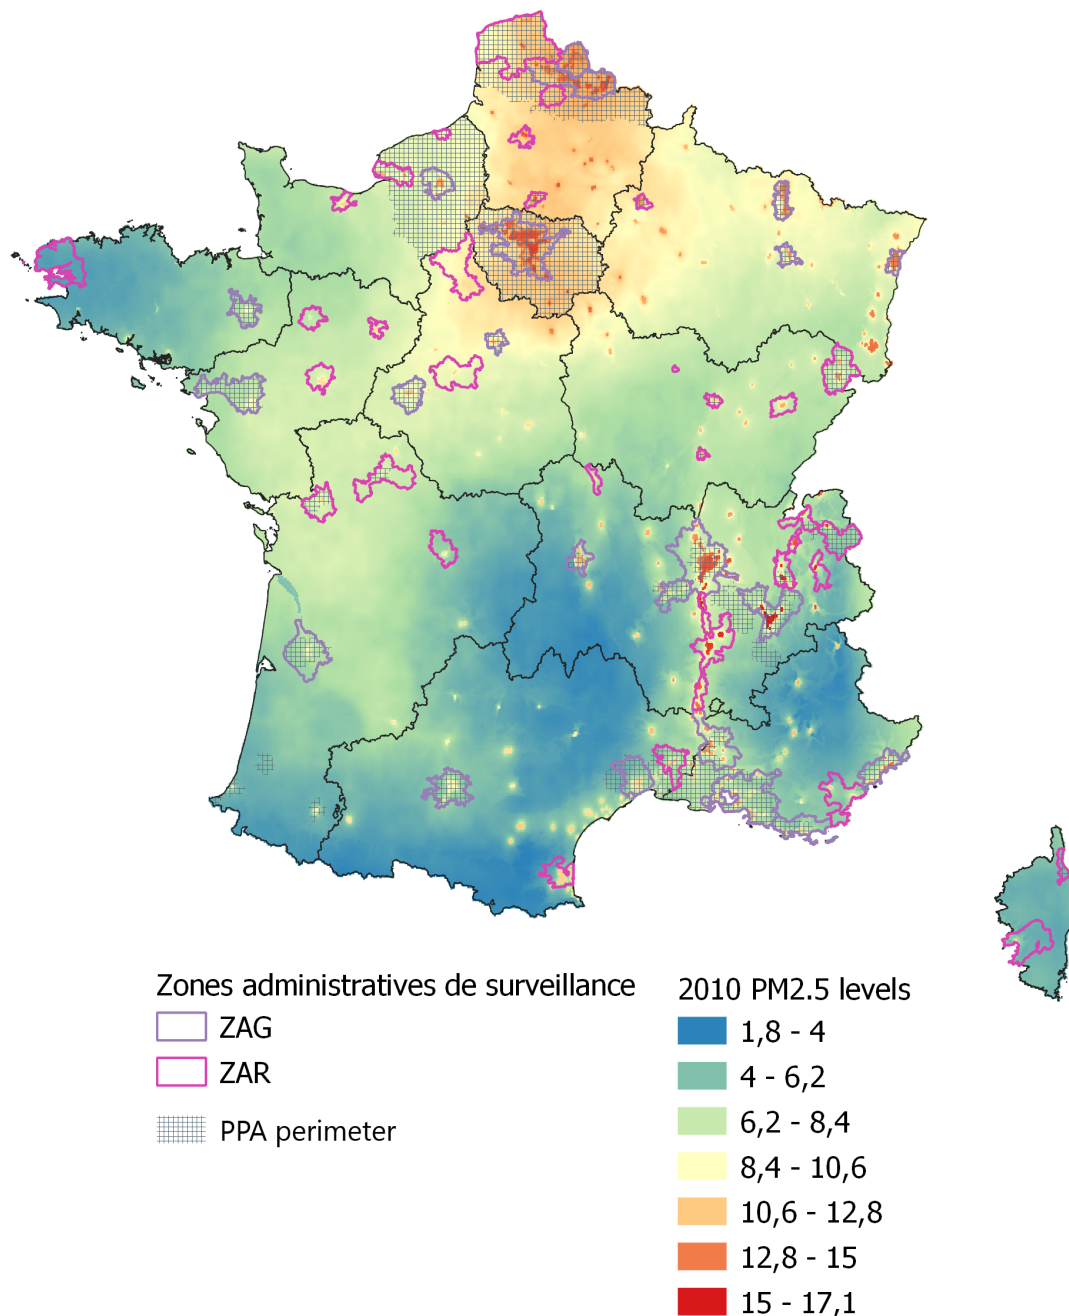 Zones administratives de surveillance
ZAG
ZAR
PPA perimeter
2010 PM2.5 levels
1,8 - 4
4 - 6,2
6,2 - 8,4
8,4 - 10,6
10,6 - 12,8
12,8 - 15
15 - 17,1